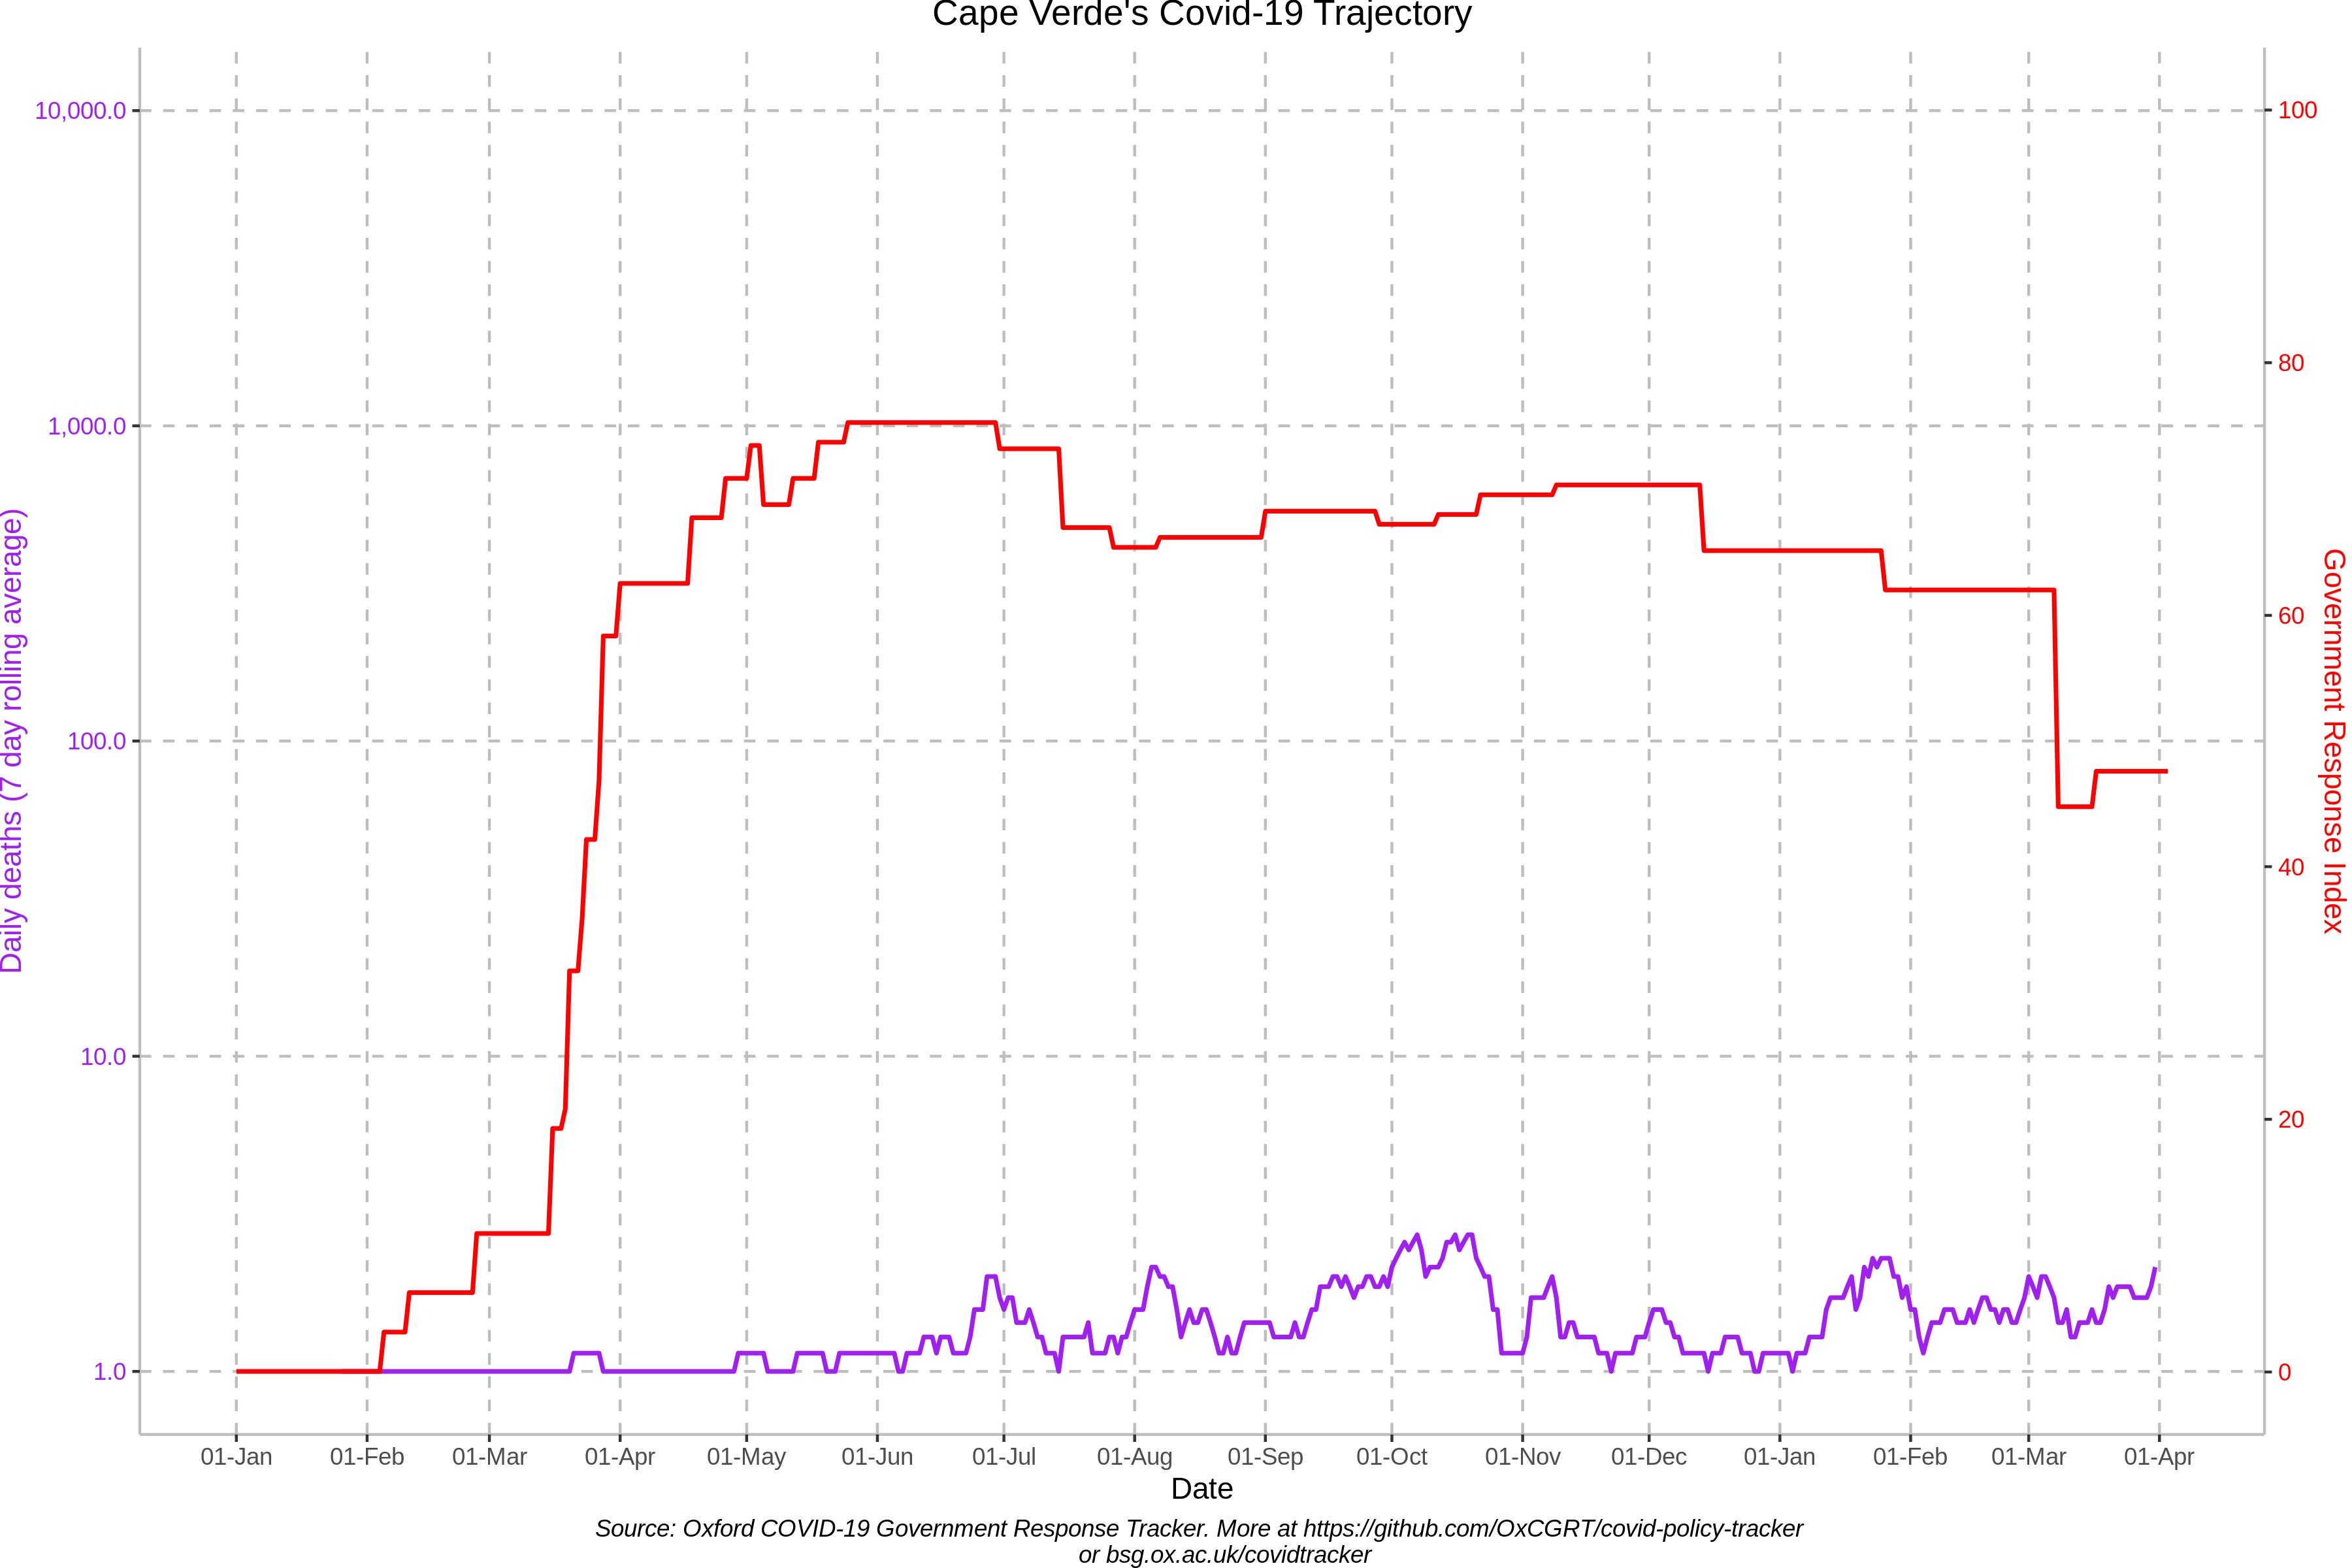 Cape Verde's Covid-19 Trajectory
Daily deaths (7 day rolling average)
10,000.0
1,000.0
100.0
10.0
1.0
100
80
60
40
20
0
Government Response Index
01-Jan 01-Feb 01-Mar 01-Apr 01-May 01-Jun 01-Jul 01-Aug 01-Sep 01-Oct 01-Nov 01-Dec 01-Jan 01-Feb 01-Mar 01-Apr
Date
Source: Oxford COVID-19 Government Response Tracker. More at https://github.com/OxCGRT/covid-policy-tracker
or bsg.ox.ac.uk/covidtracker